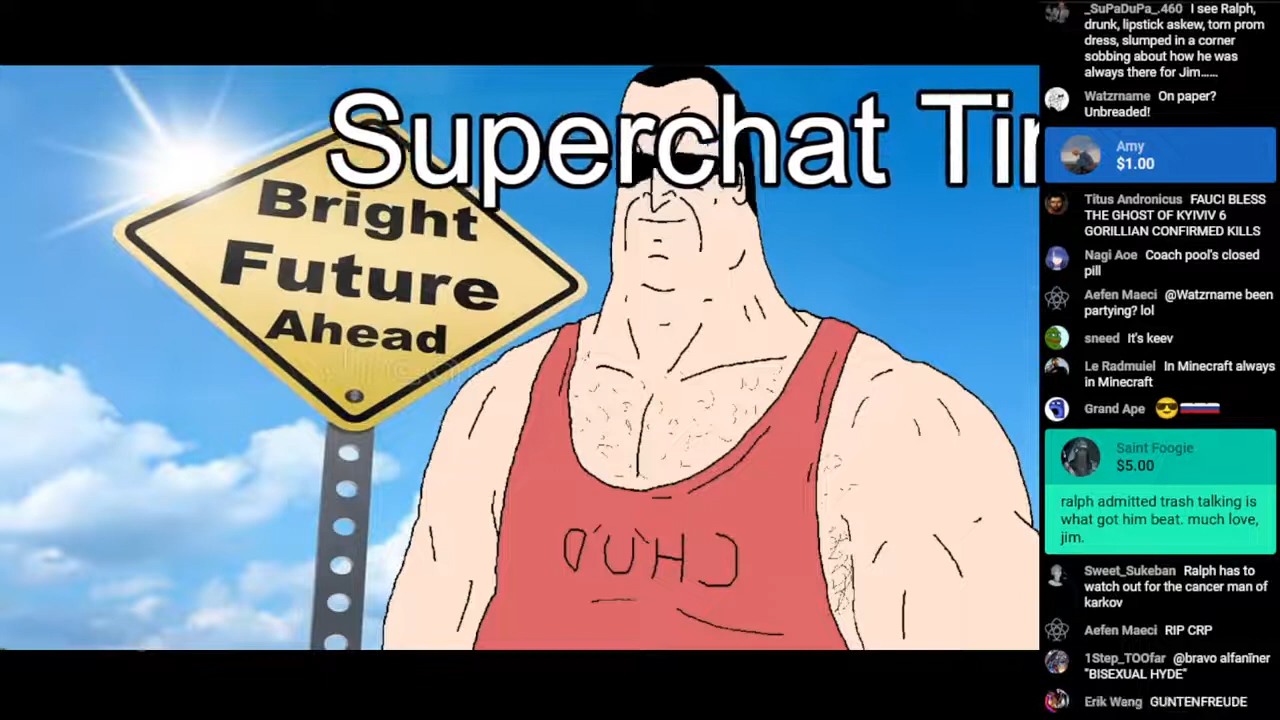 Superchat Tim
Bright
Future
Ahead
CHUD
_SuPaDuPa_.460 I see Ralph,
drunk, lipstick askew, torn prom
dress, slumped in a corner
sobbing about how he was
always there for Jim......
Watzrname On paper?
Unbreaded!
Amy
$1.00
Titus Andronicus FAUCI BLESS
THE GHOST OF KYIVIV 6
GORILLIAN CONFIRMED KILLS
Nagi Aoe Coach pool's closed
pill
Aefen Maeci @Watzrname been
partying? lol
sneed It's keev
Le Radmuiel In Minecraft always
in Minecraft
Grand Ape
Saint Foogie
$5.00
ralph admitted trash talking is
what got him beat. much love,
jim.
Sweet_Sukeban Ralph has to
watch out for the cancer man of
karkov
Aefen Maeci RIP CRP
1Step_TOOfar @bravo alfanīner
"BISEXUAL HYDE"
Erik Wang GUNTENFREUDE